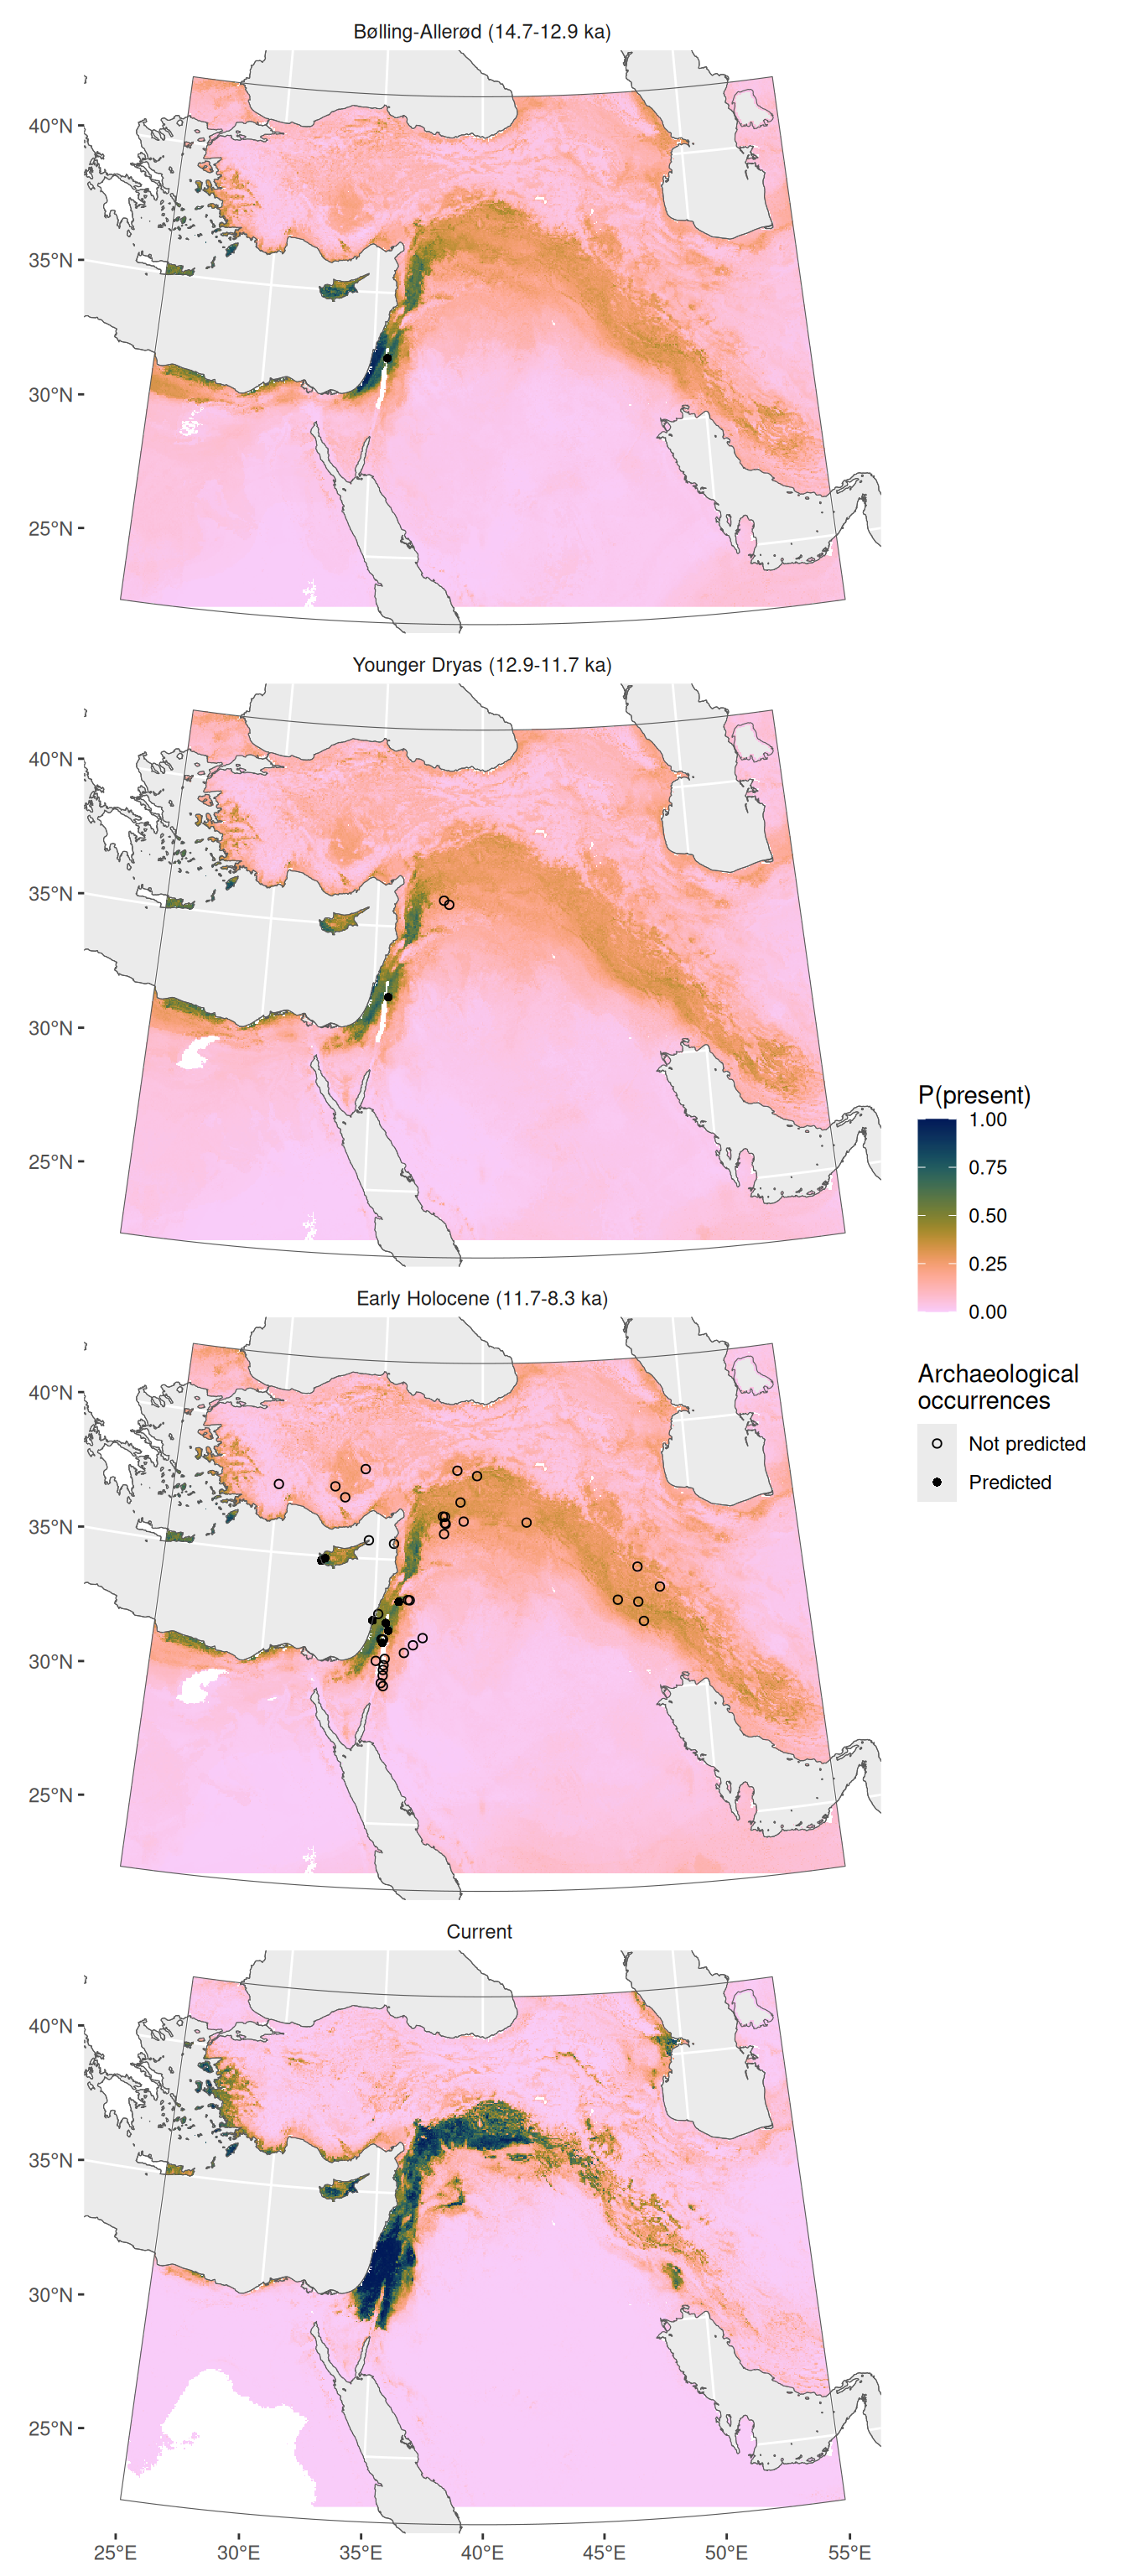 Bølling-Allerød (14.7-12.9 ka)
40°N
35°N
30°N
25°N
Younger Dryas (12.9-11.7 ka)
40°N
35°N
30°N
25°N
P(present)
1.00
0.75
0.50
0.25
0.00
Early Holocene (11.7-8.3 ka)
Archaeological
occurrences
Not predicted
Predicted
40°N
35°N
30°N
25°N
Current
40°N
35°N
30°N
25°N
25°E 30°E 35°E 40°E 45°E 50°E 55°E